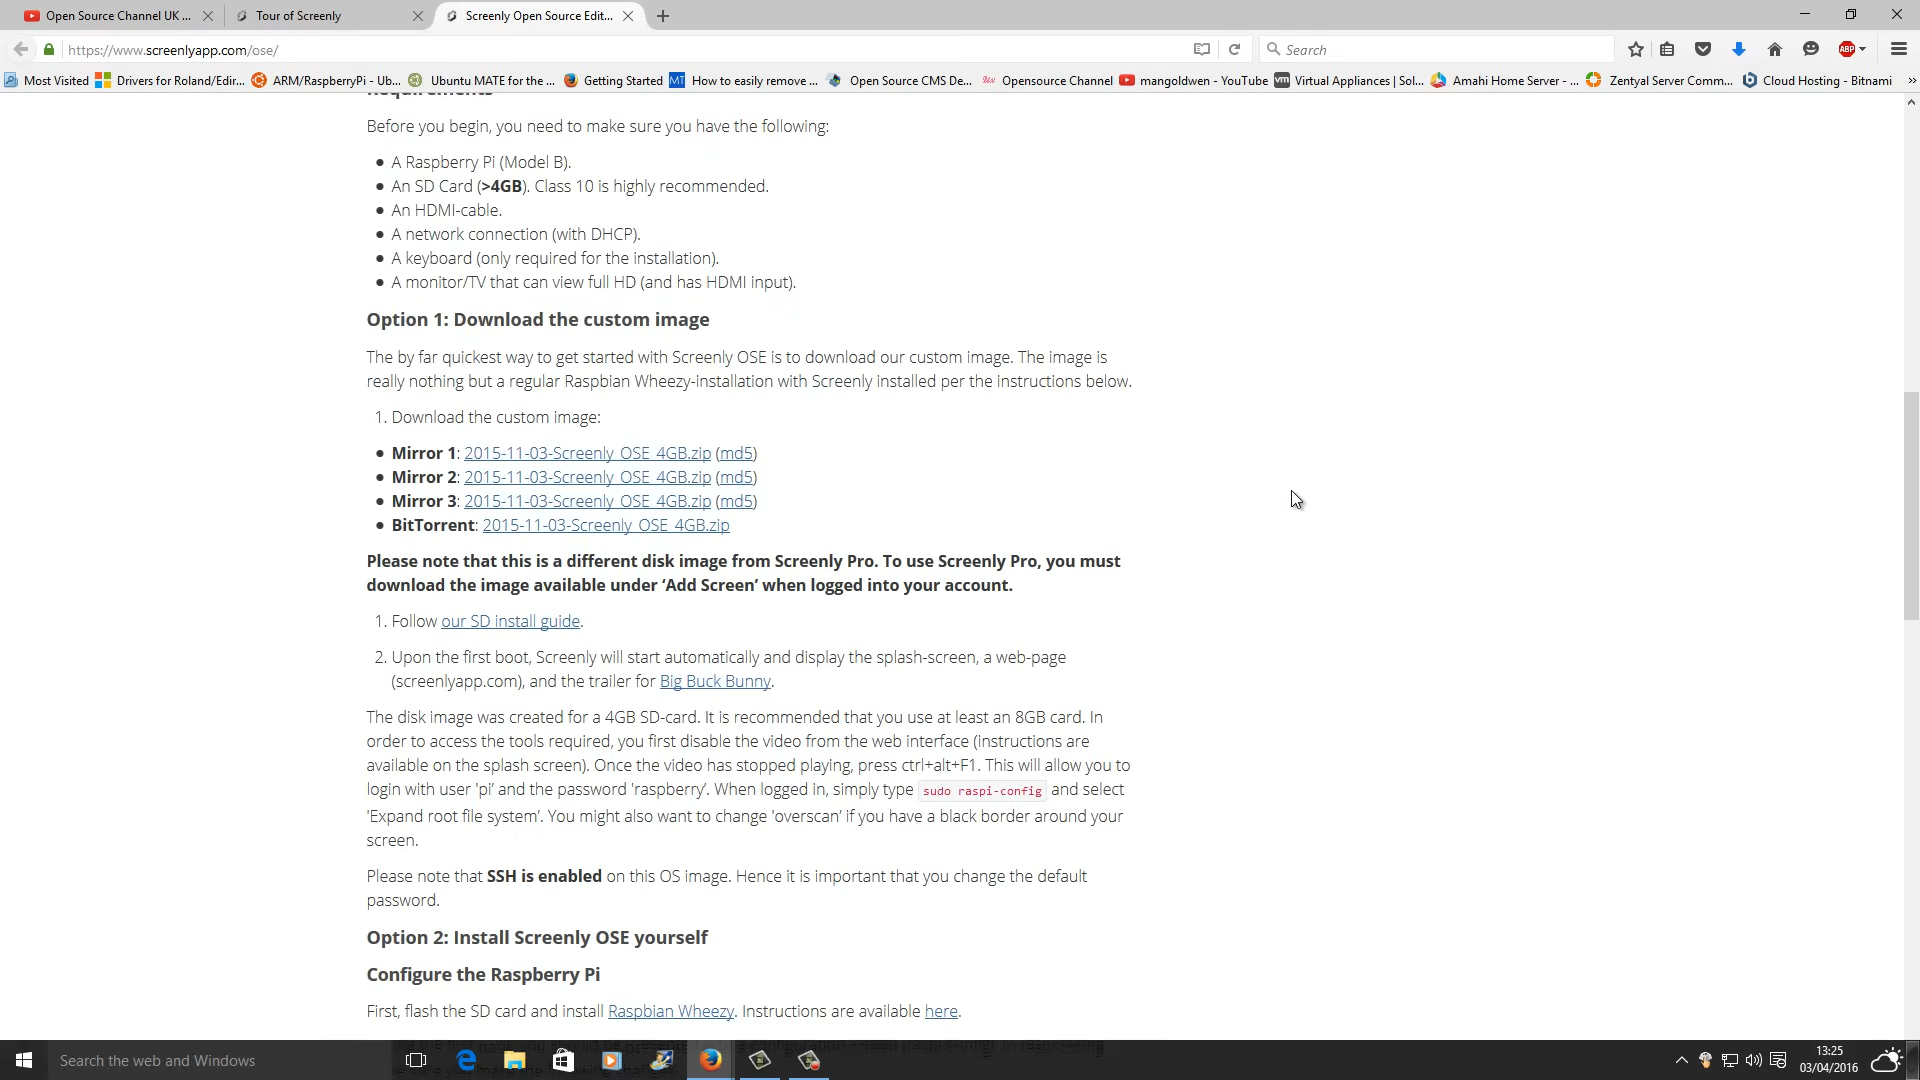 Open Source Channel UK ...
Tour of Screenly
Screenly Open Source Edit...
https://www.screenlyapp.com/ose/
Search
ABP
Most Visited
Drivers for Roland/Edir...
ARM/RaspberryPi - Ub...
Ubuntu MATE for the ...
Getting Started
MT How to easily remove ...
Open Source CMS De...
Opensource Channel
mangoldwen - YouTube
vm Virtual Appliances | Sol...
Amahi Home Server - ...
Zentyal Server Comm...
Cloud Hosting - Bitnami
Requirements
Before you begin, you need to make sure you have the following:
● A Raspberry Pi (Model B).
● An SD Card (>4GB). Class 10 is highly recommended.
● An HDMI-cable.
● A network connection (with DHCP).
● A keyboard (only required for the installation).
● A monitor/TV that can view full HD (and has HDMI input).
Option 1: Download the custom image
The by far quickest way to get started with Screenly OSE is to download our custom image. The image is
really nothing but a regular Raspbian Wheezy-installation with Screenly installed per the instructions below.
1. Download the custom image:
● Mirror 1: 2015-11-03-Screenly_OSE_4GB.zip (md5)
● Mirror 2: 2015-11-03-Screenly_OSE_4GB.zip (md5)
● Mirror 3: 2015-11-03-Screenly_OSE_4GB.zip (md5)
● BitTorrent: 2015-11-03-Screenly_OSE_4GB.zip
Please note that this is a different disk image from Screenly Pro. To use Screenly Pro, you must
download the image available under ‘Add Screen’ when logged into your account.
1. Follow our SD install guide.
2. Upon the first boot, Screenly will start automatically and display the splash-screen, a web-page
(screenlyapp.com), and the trailer for Big Buck Bunny.
The disk image was created for a 4GB SD-card. It is recommended that you use at least an 8GB card. In
order to access the tools required, you first disable the video from the web interface (instructions are
available on the splash screen). Once the video has stopped playing, press ctrl+alt+F1. This will allow you to
login with user 'pi’ and the password 'raspberry’. When logged in, simply type sudo raspi-config and select
'Expand root file system’. You might also want to change 'overscan’ if you have a black border around your
screen.
Please note that SSH is enabled on this OS image. Hence it is important that you change the default
password.
Option 2: Install Screenly OSE yourself
Configure the Raspberry Pi
First, flash the SD card and install Raspbian Wheezy. Instructions are available here.
Search the web and Windows
13:25
03/04/2016